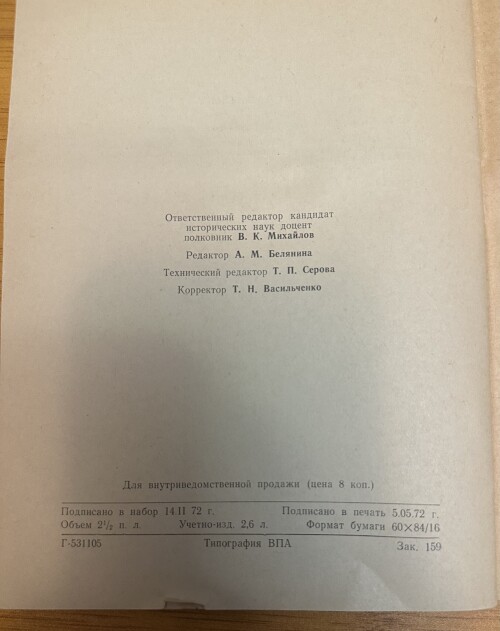 Ответственный редактор кандидат
исторических наук доцент
полковник В. К. Михайлов
Редактор А. М. Белянина
Технический редактор Т. П. Серова
Корректор Т. Н. Васильченко
Для внутриведомственной продажи (цена 8 коп.)
Подписано в набор 14.II 72 г. Подписано в печать 5.05.72 г.
Объем 2¹/₂ п. л. Учетно-изд. 2,6 л. Формат бумаги 60×84/16
Г-531105 Типография ВПА Зак. 159